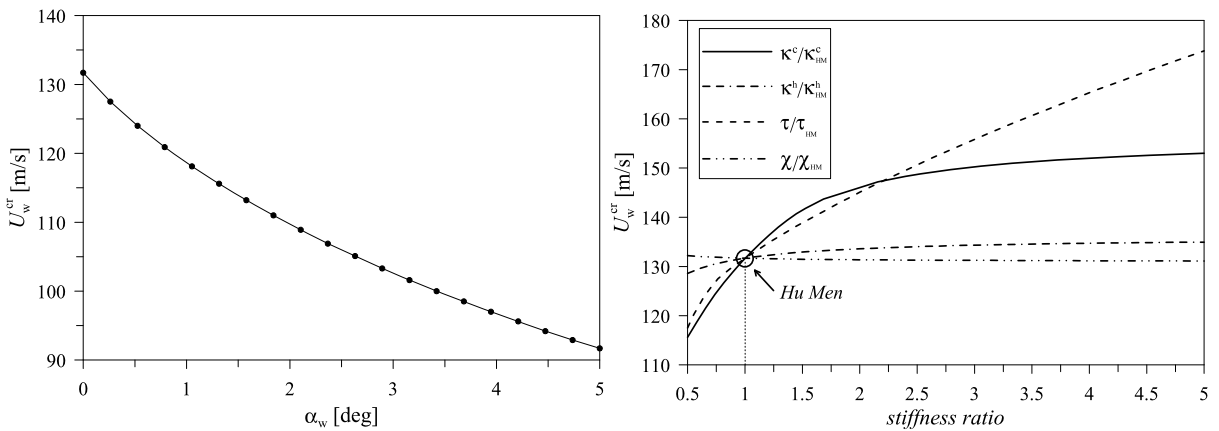 140
130
120
110
100
90
0 1 2 3 4 5
U_w^cr [m/s]
α_w [deg]
180
170
160
150
140
130
120
110
0.5 1 1.5 2 2.5 3 3.5 4 4.5 5
U_w^cr [m/s]
stiffness ratio
κ^c/κ^c_HM
κ^h/κ^h_HM
τ/τ_HM
χ/χ_HM
Hu Men